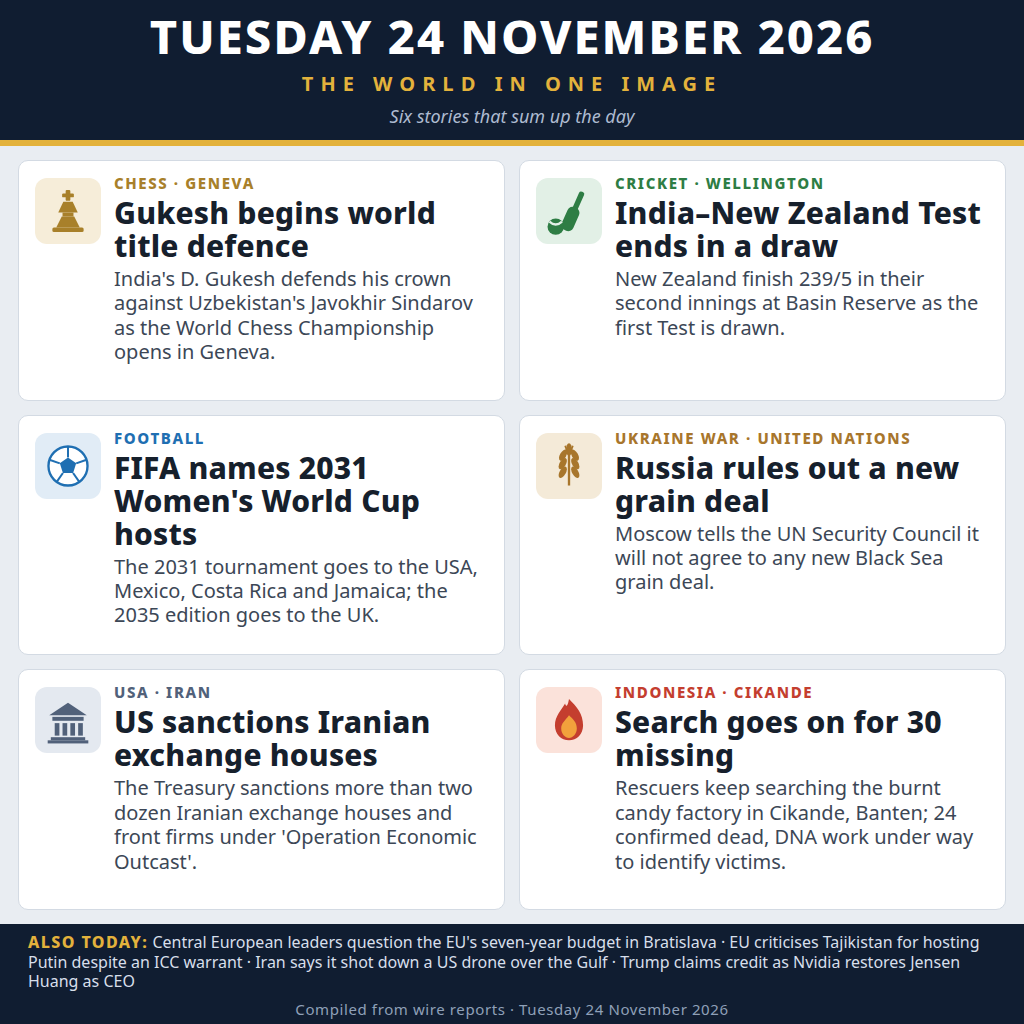 TUESDAY 24 NOVEMBER 2026
THE WORLD IN ONE IMAGE
Six stories that sum up the day
CHESS · GENEVA
Gukesh begins world
title defence
India's D. Gukesh defends his crown
against Uzbekistan's Javokhir Sindarov
as the World Chess Championship
opens in Geneva.
CRICKET · WELLINGTON
India–New Zealand Test
ends in a draw
New Zealand finish 239/5 in their
second innings at Basin Reserve as the
first Test is drawn.
FOOTBALL
FIFA names 2031
Women's World Cup
hosts
The 2031 tournament goes to the USA,
Mexico, Costa Rica and Jamaica; the
2035 edition goes to the UK.
UKRAINE WAR · UNITED NATIONS
Russia rules out a new
grain deal
Moscow tells the UN Security Council it
will not agree to any new Black Sea
grain deal.
USA · IRAN
US sanctions Iranian
exchange houses
The Treasury sanctions more than two
dozen Iranian exchange houses and
front firms under 'Operation Economic
Outcast'.
INDONESIA · CIKANDE
Search goes on for 30
missing
Rescuers keep searching the burnt
candy factory in Cikande, Banten; 24
confirmed dead, DNA work under way
to identify victims.
ALSO TODAY: Central European leaders question the EU's seven-year budget in Bratislava · EU criticises Tajikistan for hosting
Putin despite an ICC warrant · Iran says it shot down a US drone over the Gulf · Trump claims credit as Nvidia restores Jensen
Huang as CEO
Compiled from wire reports · Tuesday 24 November 2026